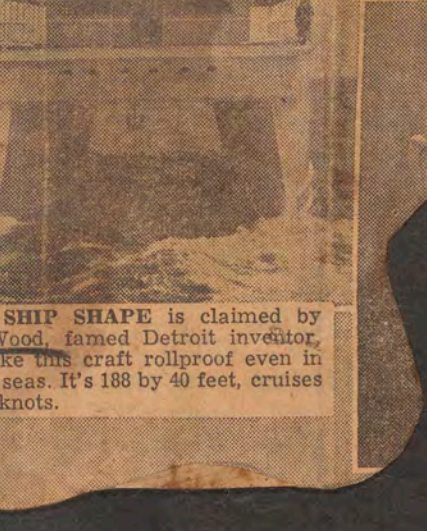 SHIP SHAPE is claimed by
Wood, famed Detroit inventor,
ke this craft rollproof even in
seas. It's 188 by 40 feet, cruises
knots.